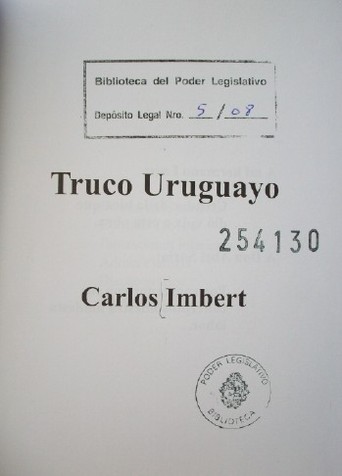 Biblioteca del Poder Legislativo
Depósito Legal Nro. 5 / 08
Truco Uruguayo
254130
Carlos Imbert
PODER LEGISLATIVO
BIBLIOTECA